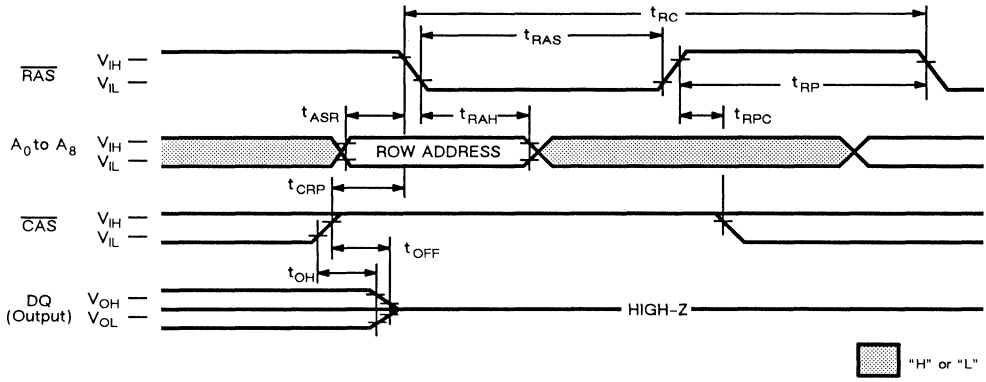 tRC
tRAS
RAS
VIH
VIL
tRP
tASR
tRAH
tRPC
A0 to A8
VIH
VIL
ROW ADDRESS
tCRP
CAS
VIH
VIL
tOFF
tOH
DQ
(Output)
VOH
VOL
HIGH-Z
"H" or "L"